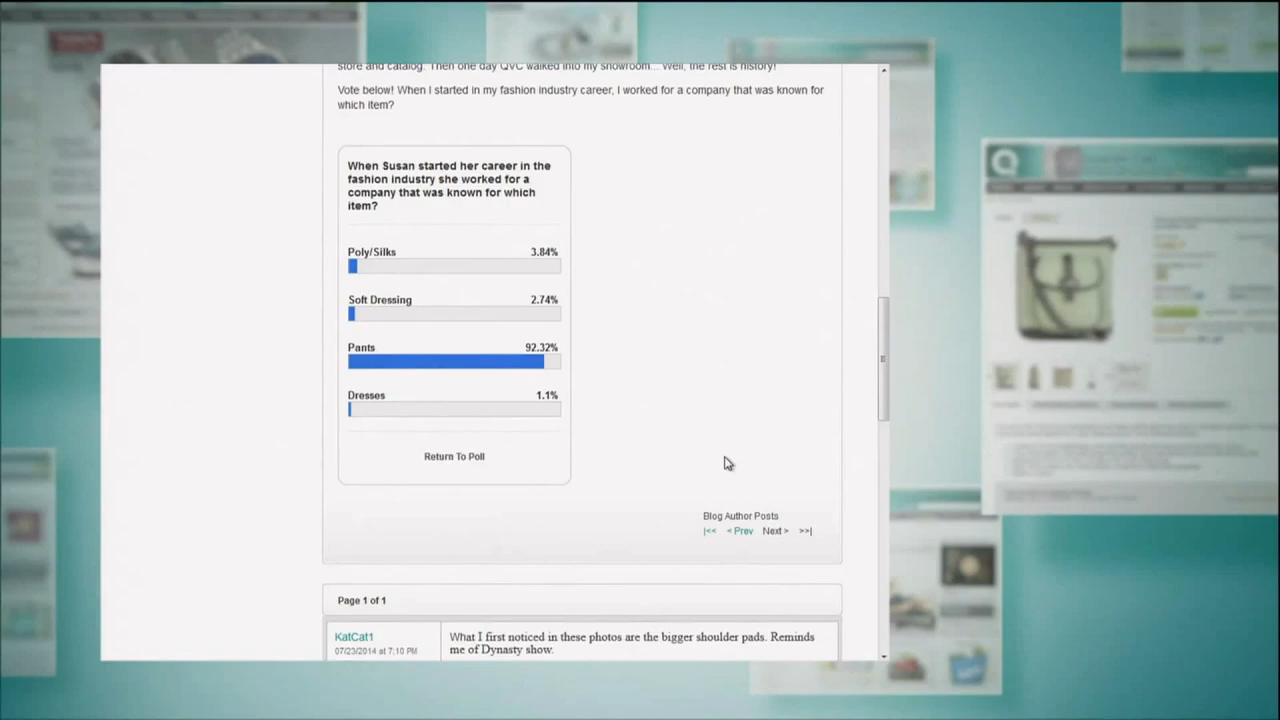 store and catalog. Then one day QVC walked into my showroom... Well, the rest is history!
Vote below! When I started in my fashion industry career, I worked for a company that was known for
which item?
When Susan started her career in the
fashion industry she worked for a
company that was known for which
item?
Poly/Silks 3.84%
Soft Dressing 2.74%
Pants 92.32%
Dresses 1.1%
Return To Poll
Blog Author Posts
|<< < Prev Next > >>|
Page 1 of 1
KatCat1
07/23/2014 at 7:10 PM
What I first noticed in these photos are the bigger shoulder pads. Reminds
me of Dynasty show.